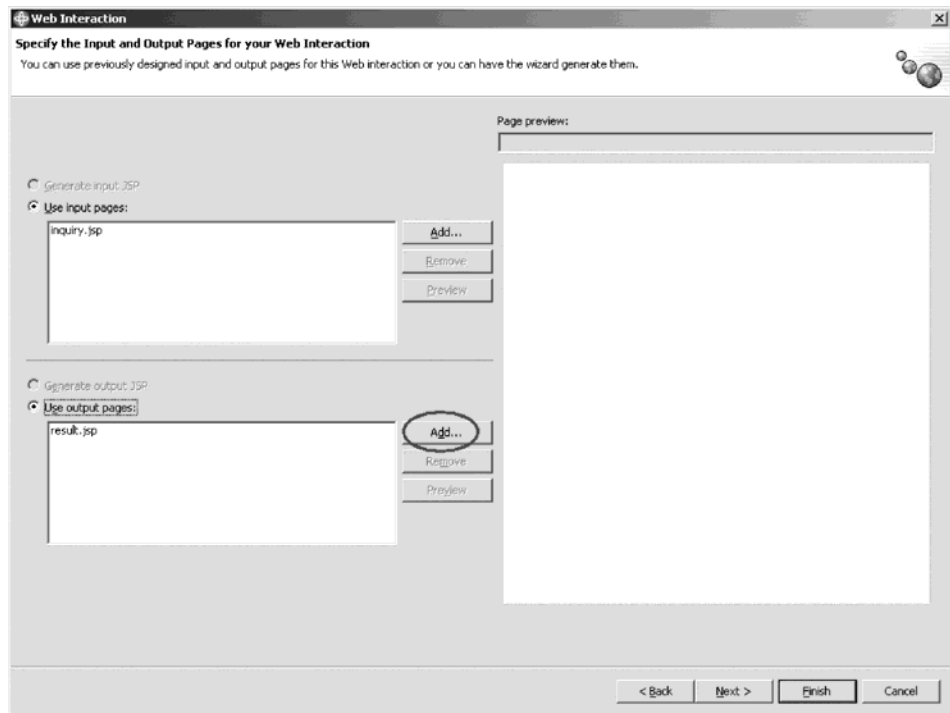 Web Interaction
Specify the Input and Output Pages for your Web Interaction
You can use previously designed input and output pages for this Web interaction or you can have the wizard generate them.
Page preview:
Generate input JSP
Use input pages:
inquiry.jsp
Add...
Remove
Preview
Generate output JSP
Use output pages:
result.jsp
Add...
Remove
Preview
< Back
Next >
Finish
Cancel